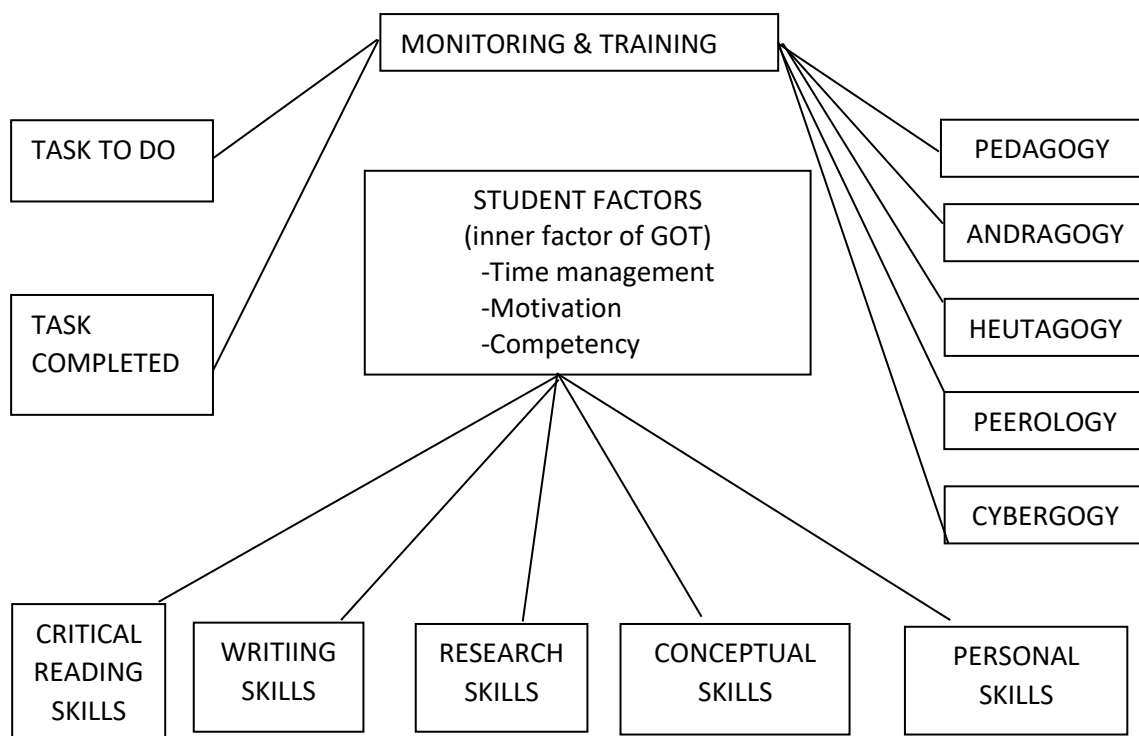 MONITORING & TRAINING
TASK TO DO
TASK
COMPLETED
STUDENT FACTORS
(inner factor of GOT)
-Time management
-Motivation
-Competency
PEDAGOGY
ANDRAGOGY
HEUTAGOGY
PEEROLOGY
CYBERGOGY
CRITICAL
READING
SKILLS
WRITIING
SKILLS
RESEARCH
SKILLS
CONCEPTUAL
SKILLS
PERSONAL
SKILLS